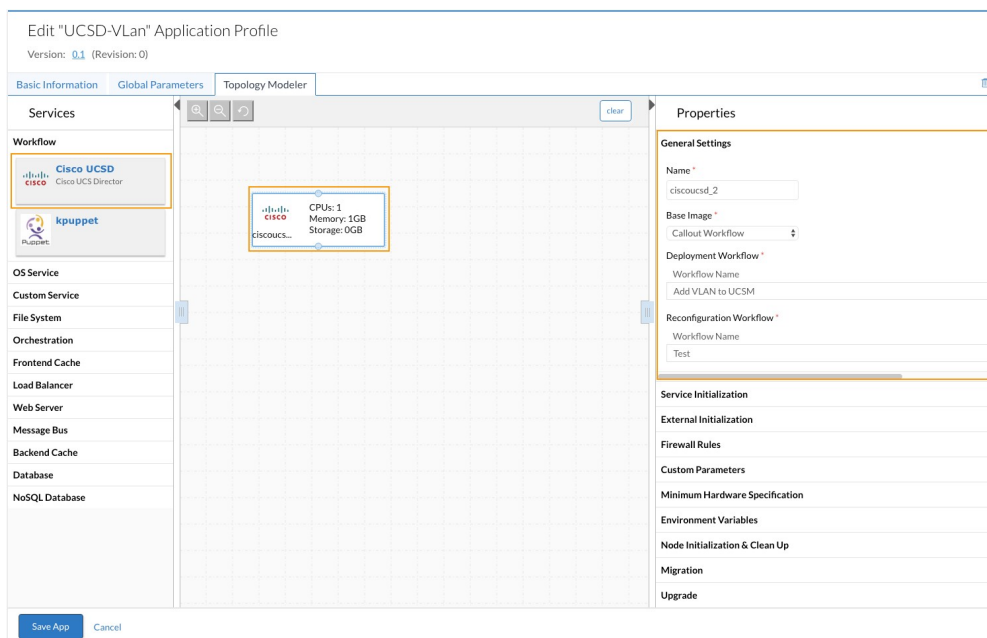 Edit "UCSD-VLan" Application Profile
Version: 0.1 (Revision: 0)
Basic Information
Global Parameters
Topology Modeler
Services
Workflow
CISCO
Cisco UCSD
Cisco UCS Director
Puppet
kpuppet
OS Service
Custom Service
File System
Orchestration
Frontend Cache
Load Balancer
Web Server
Message Bus
Backend Cache
Database
NoSQL Database
clear
CISCO
ciscoucs...
CPUs: 1
Memory: 1GB
Storage: 0GB
Properties
General Settings
Name *
ciscoucsd_2
Base Image *
Callout Workflow
Deployment Workflow *
Workflow Name
Add VLAN to UCSM
Reconfiguration Workflow *
Workflow Name
Test
Service Initialization
External Initialization
Firewall Rules
Custom Parameters
Minimum Hardware Specification
Environment Variables
Node Initialization & Clean Up
Migration
Upgrade
Save App
Cancel